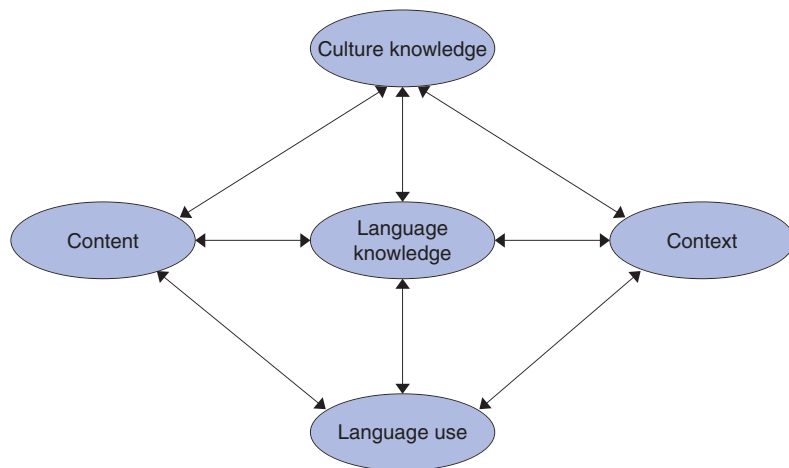 Culture knowledge
Content
Language
knowledge
Context
Language use